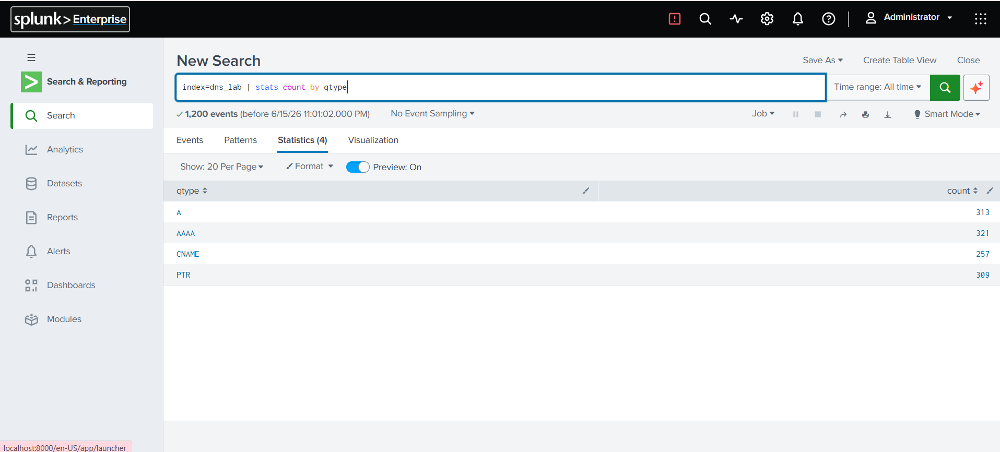 splunk>Enterprise
Administrator
Search & Reporting
Search
Analytics
Datasets
Reports
Alerts
Dashboards
Modules
New Search
Save As
Create Table View
Close
index=dns_lab | stats count by qtype
Time range: All time
1,200 events (before 6/15/26 11:01:02.000 PM)
No Event Sampling
Job
Smart Mode
Events
Patterns
Statistics (4)
Visualization
Show: 20 Per Page
Format
Preview: On
qtype count
A 313
AAAA 321
CNAME 257
PTR 309
localhost:8000/en-US/app/launcher